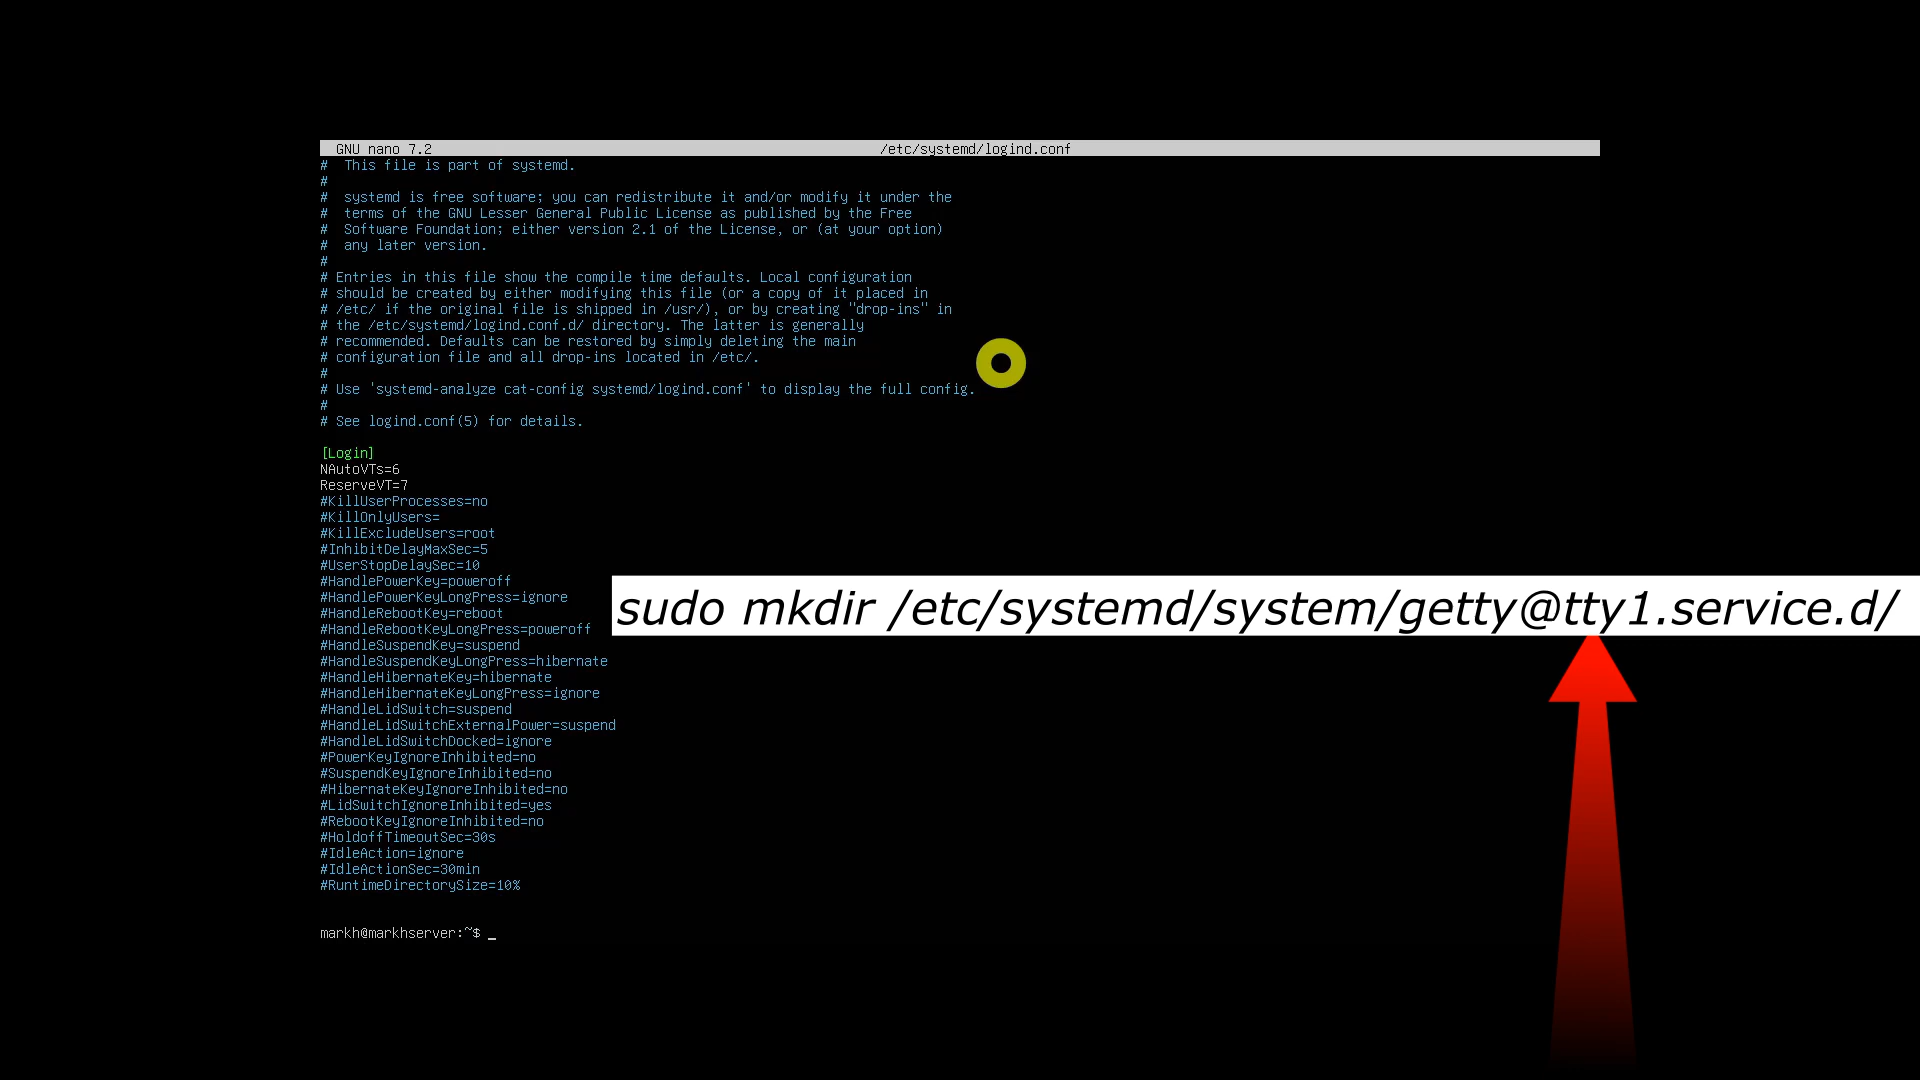 GNU nano 7.2 /etc/systemd/logind.conf
#  This file is part of systemd.
#
#  systemd is free software; you can redistribute it and/or modify it under the
#  terms of the GNU Lesser General Public License as published by the Free
#  Software Foundation; either version 2.1 of the License, or (at your option)
#  any later version.
#
# Entries in this file show the compile time defaults. Local configuration
# should be created by either modifying this file (or a copy of it placed in
# /etc/ if the original file is shipped in /usr/), or by creating "drop-ins" in
# the /etc/systemd/logind.conf.d/ directory. The latter is generally
# recommended. Defaults can be restored by simply deleting the main
# configuration file and all drop-ins located in /etc/.
#
# Use 'systemd-analyze cat-config systemd/logind.conf' to display the full config.
#
# See logind.conf(5) for details.
[Login]
NAutoVTs=6
ReserveVT=7
#KillUserProcesses=no
#KillOnlyUsers=
#KillExcludeUsers=root
#InhibitDelayMaxSec=5
#UserStopDelaySec=10
#HandlePowerKey=poweroff
#HandlePowerKeyLongPress=ignore
#HandleRebootKey=reboot
#HandleRebootKeyLongPress=poweroff
sudo mkdir /etc/systemd/system/getty@tty1.service.d/
#HandleSuspendKey=suspend
#HandleSuspendKeyLongPress=hibernate
#HandleHibernateKey=hibernate
#HandleHibernateKeyLongPress=ignore
#HandleLidSwitch=suspend
#HandleLidSwitchExternalPower=suspend
#HandleLidSwitchDocked=ignore
#PowerKeyIgnoreInhibited=no
#SuspendKeyIgnoreInhibited=no
#HibernateKeyIgnoreInhibited=no
#LidSwitchIgnoreInhibited=yes
#RebootKeyIgnoreInhibited=no
#HoldoffTimeoutSec=30s
#IdleAction=ignore
#IdleActionSec=30min
#RuntimeDirectorySize=10%
markh@markhserver:~$ _